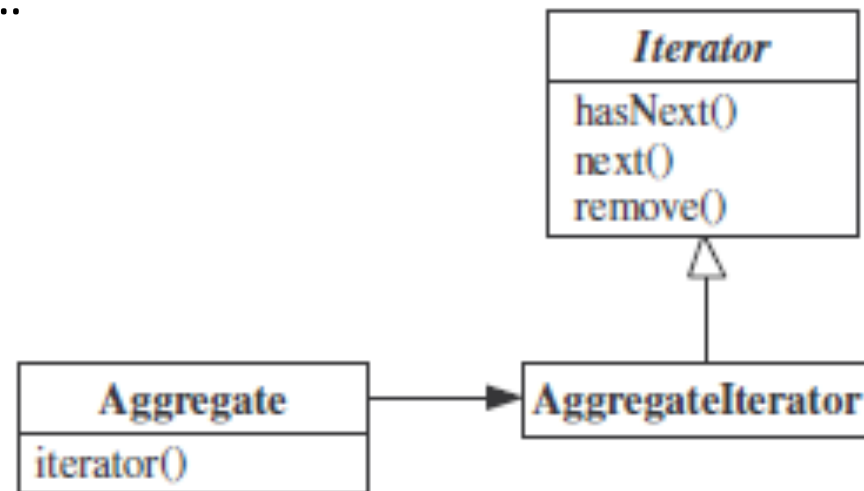 ..
Iterator
hasNext()
next()
remove()
Aggregate
AggregateIterator
iterator()